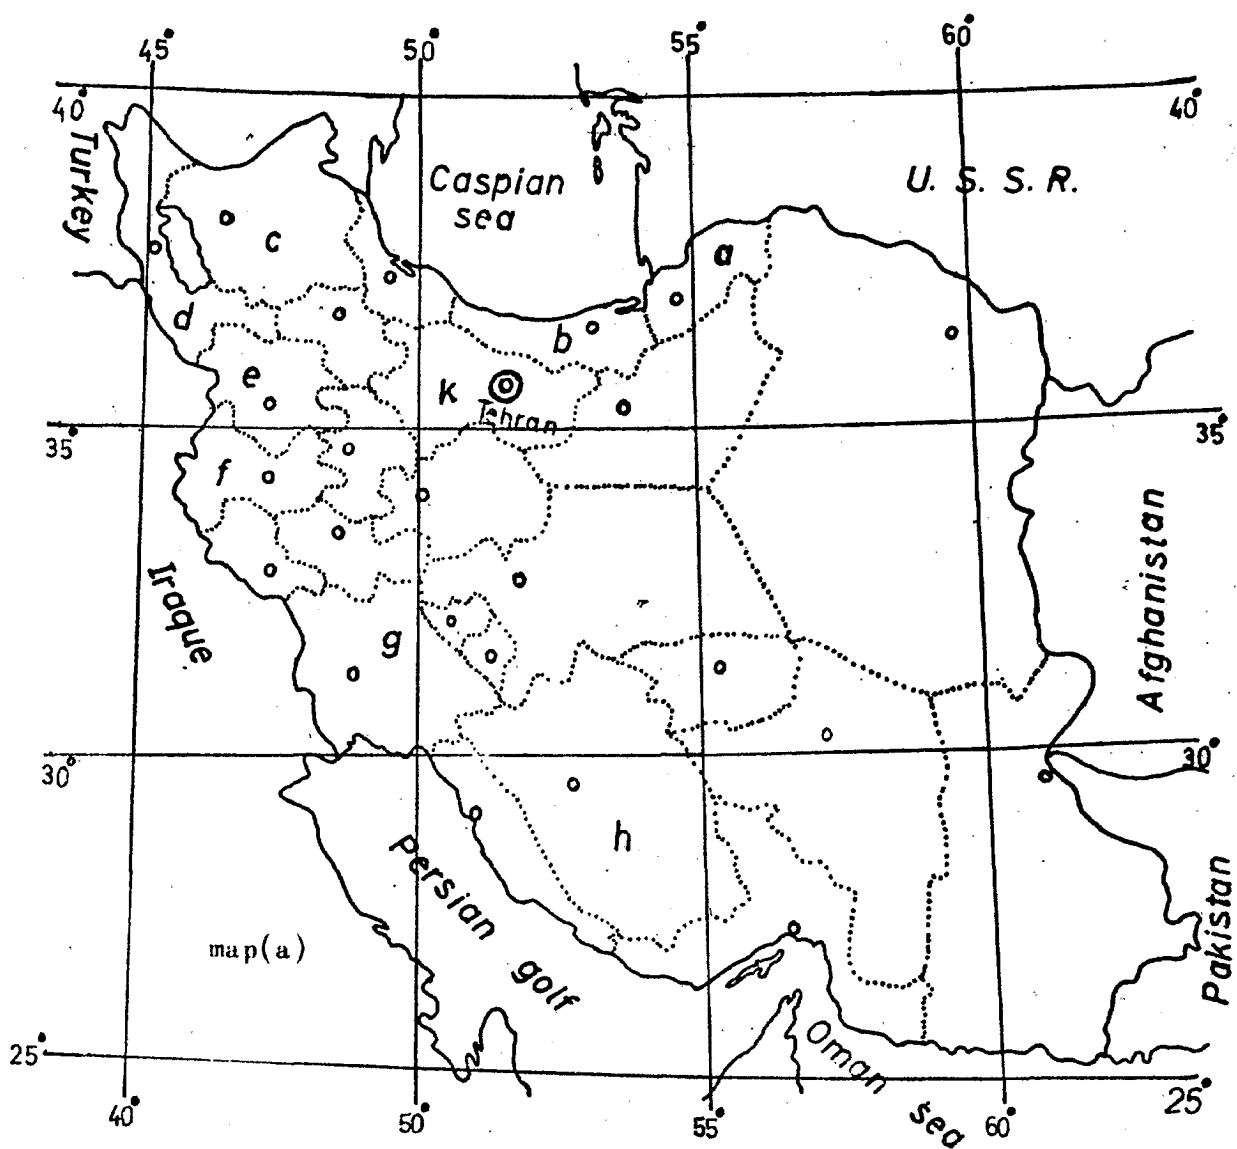 45°
50°
55°
60°
40°
40°
Turkey
Caspian
sea
U. S. S. R.
c
a
d
b
e
k
Tehran
35°
35°
f
Afghanistan
Iraque
g
30°
30°
h
Persian
golf
map(a)
Pakistan
Oman
sea
25°
25°
40°
50°
55°
60°